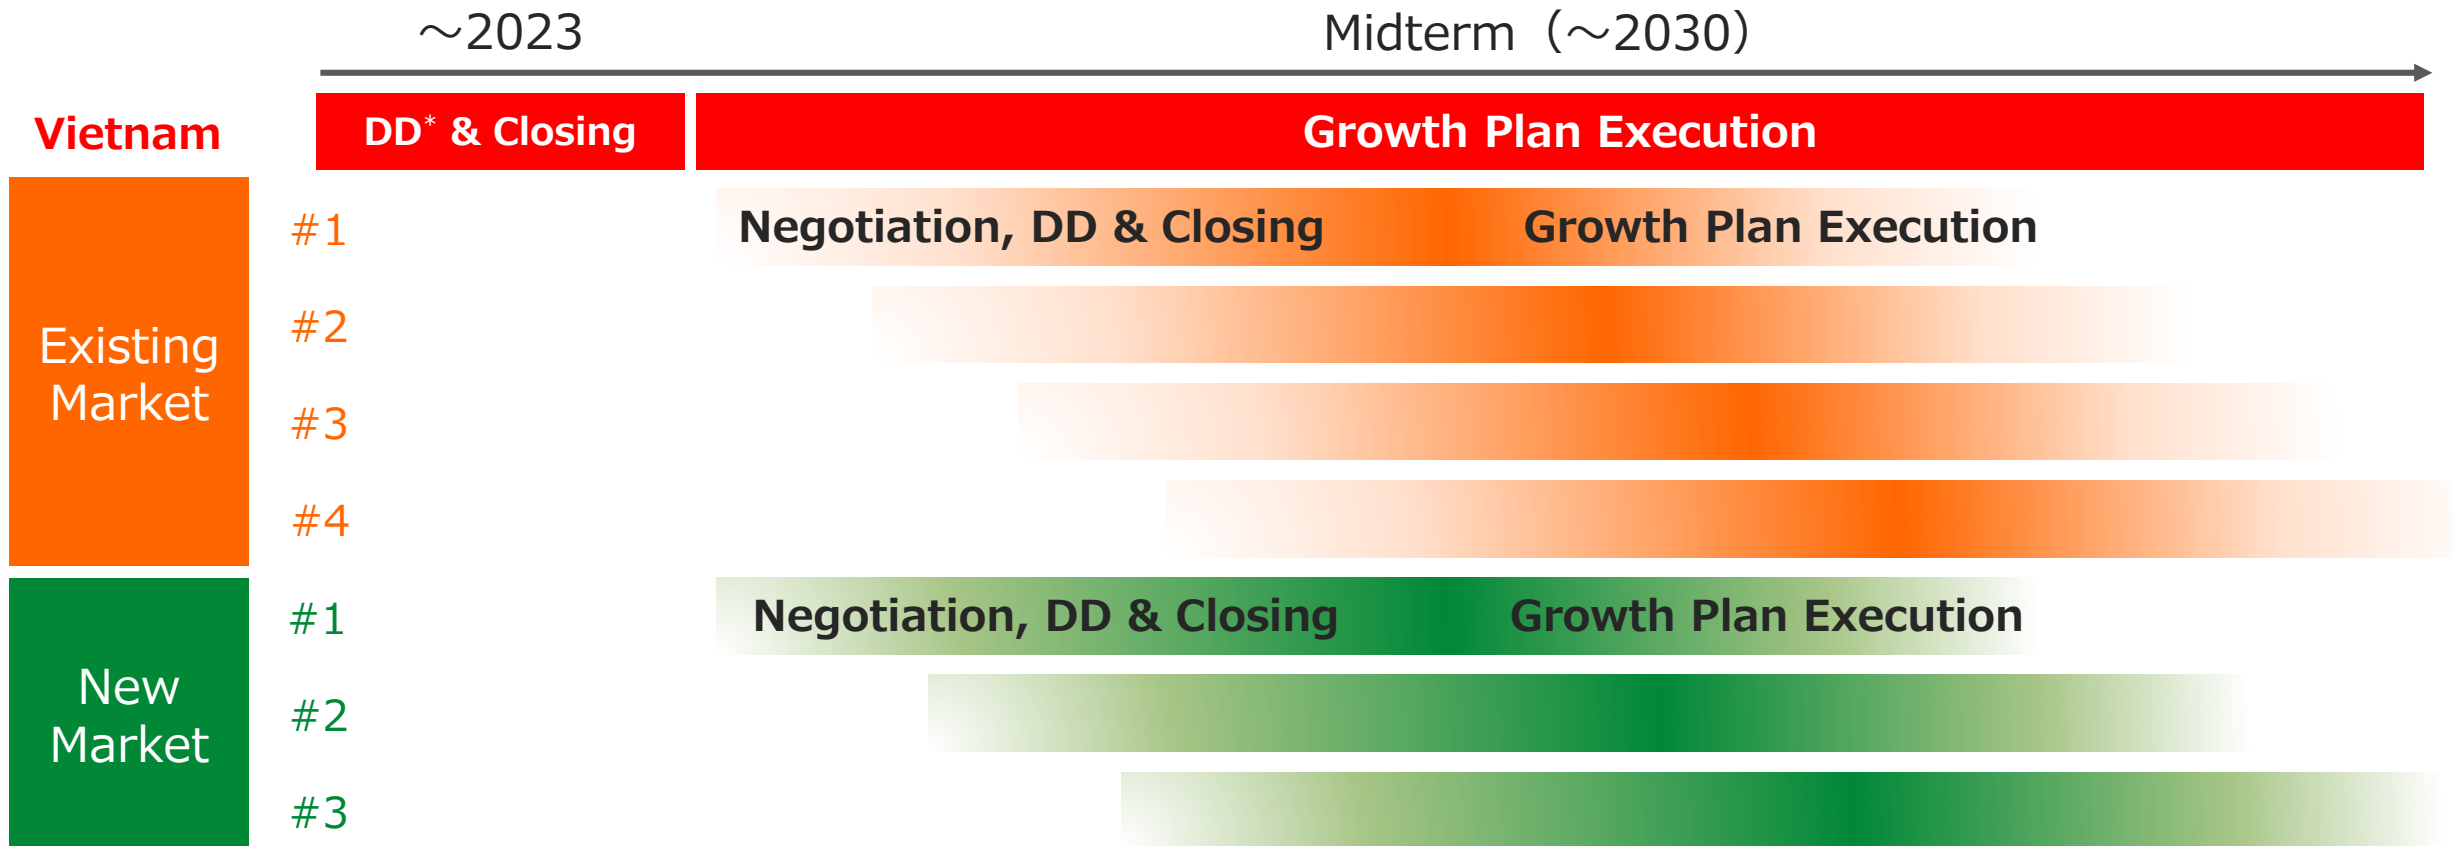 ～2023
Midterm（～2030）
Vietnam
DD* & Closing
Growth Plan Execution
Existing
Market
#1
Negotiation, DD & Closing
Growth Plan Execution
#2
#3
#4
New
Market
#1
Negotiation, DD & Closing
Growth Plan Execution
#2
#3